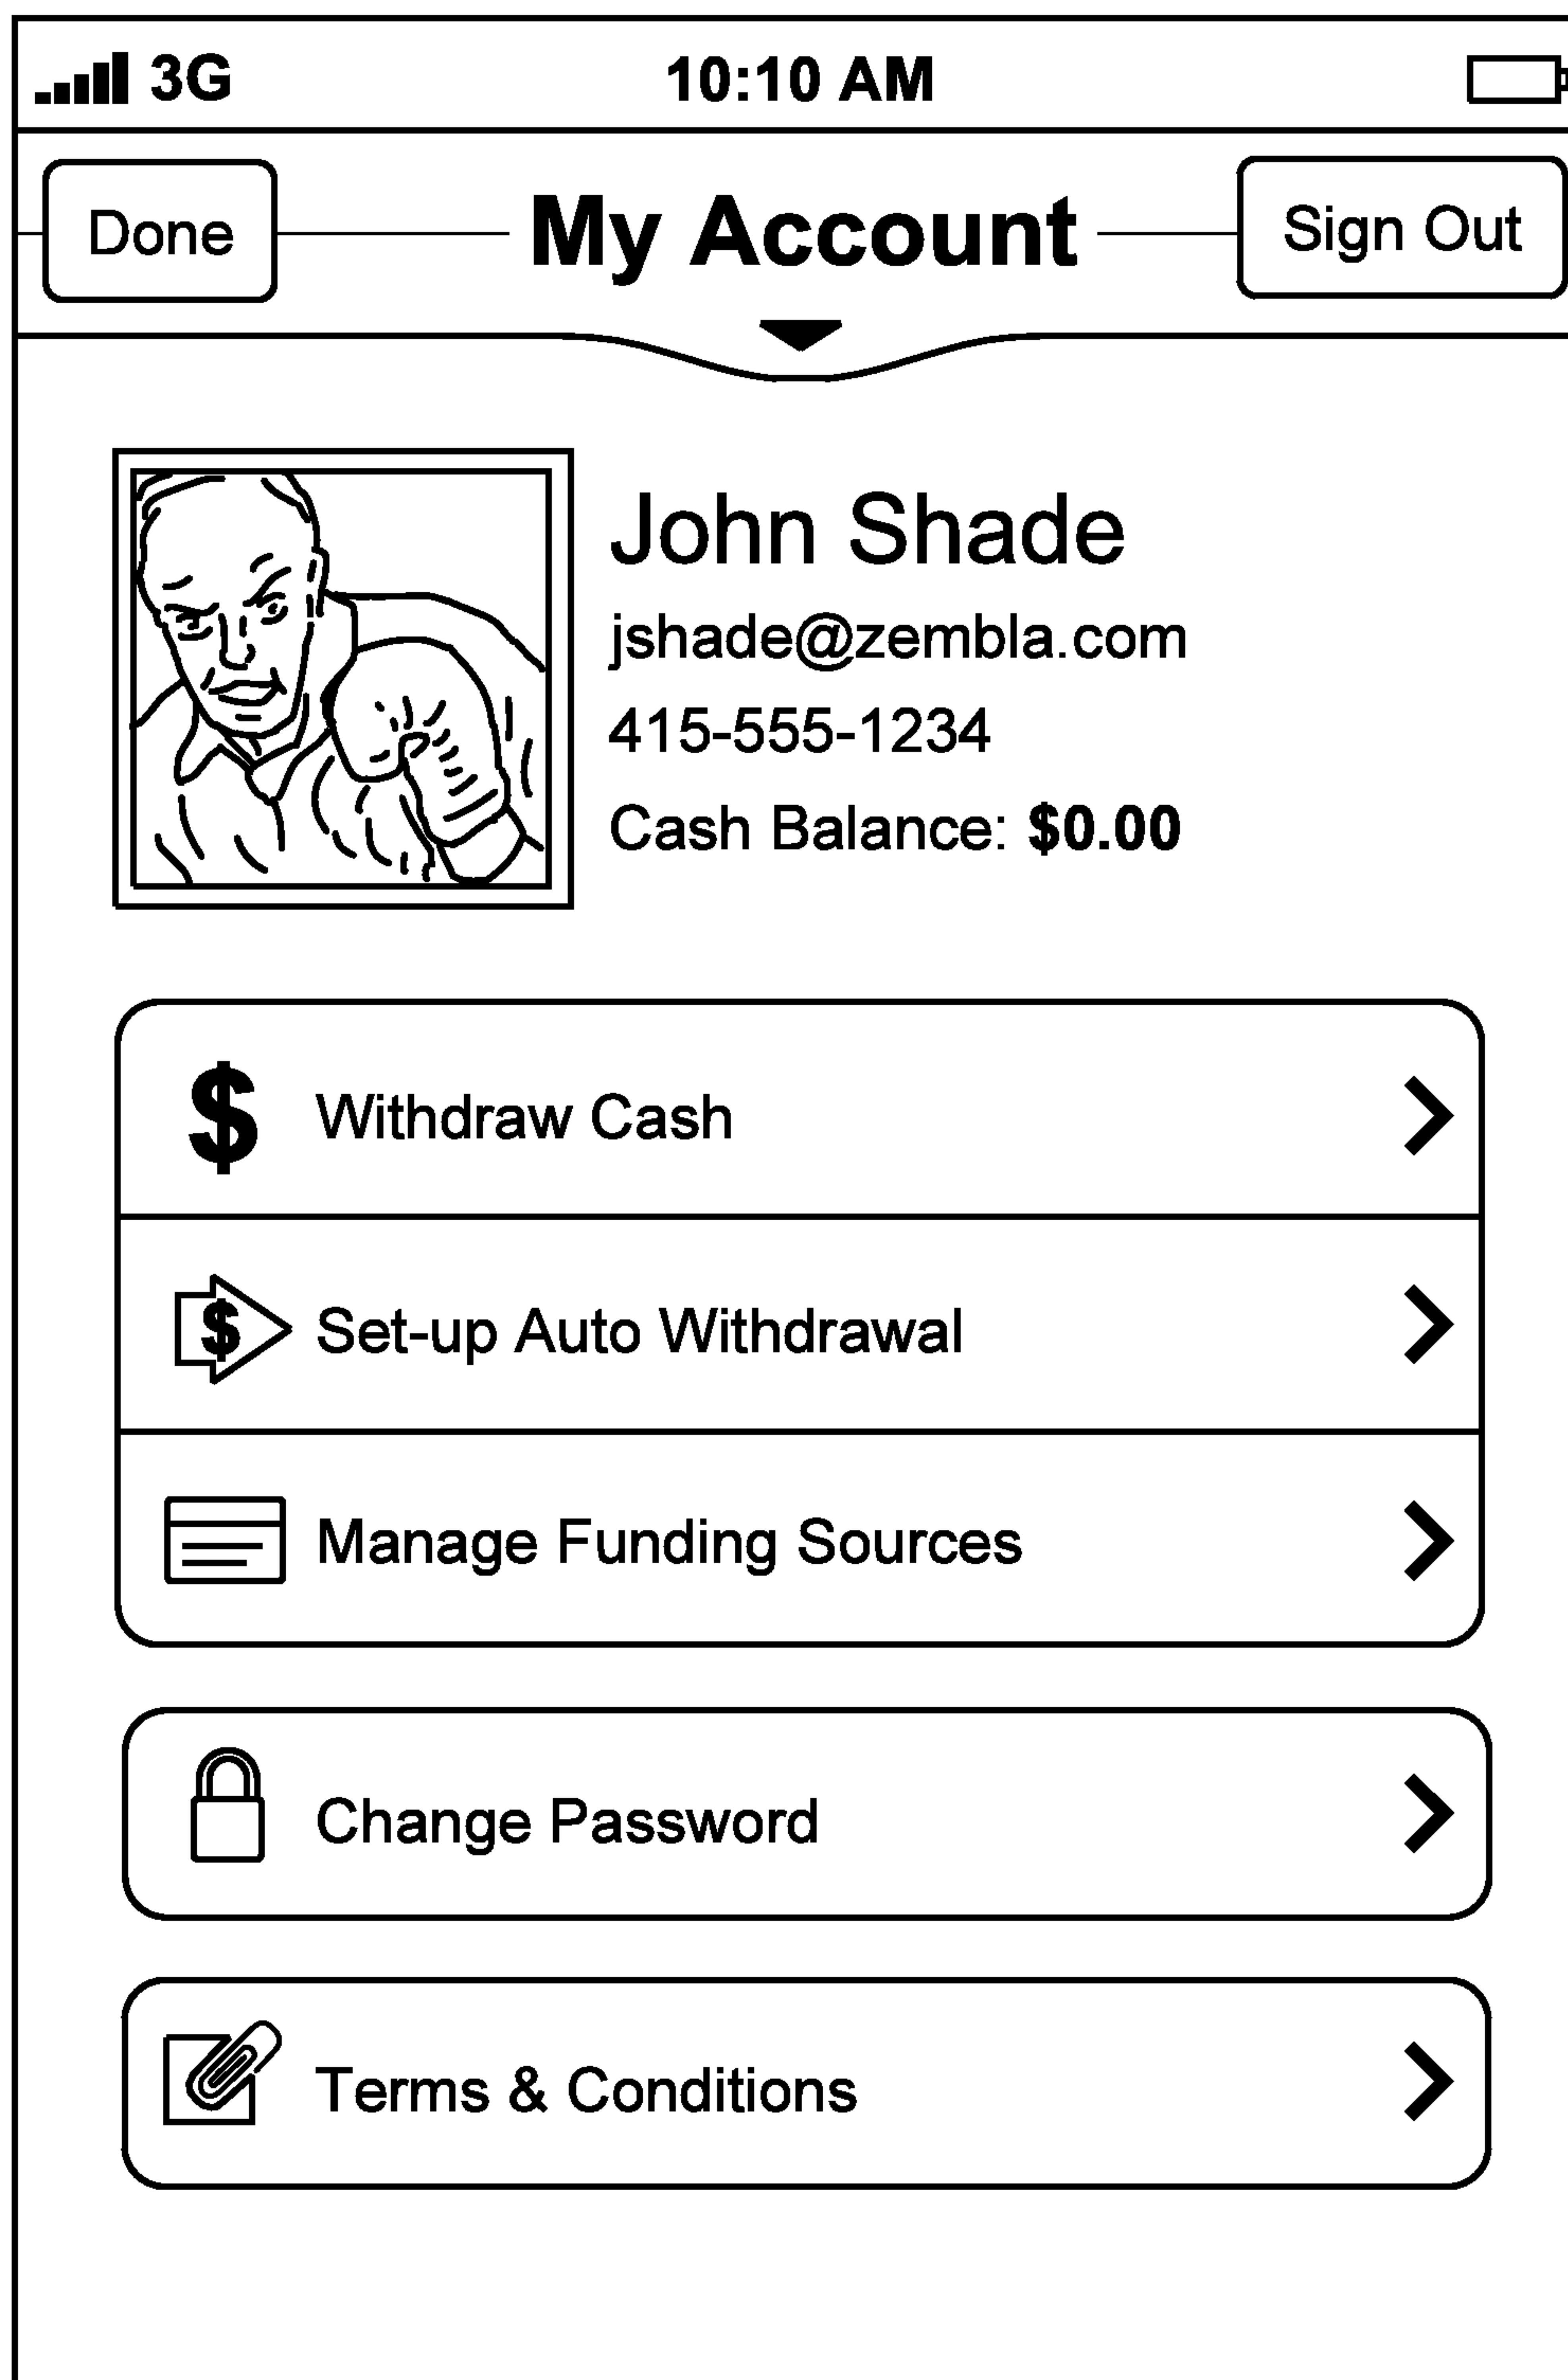 3G 10:10 AM
Done My Account Sign Out
John Shade
jshade@zembla.com
415-555-1234
Cash Balance: $0.00
$ Withdraw Cash
$ Set-up Auto Withdrawal
Manage Funding Sources
Change Password
Terms & Conditions